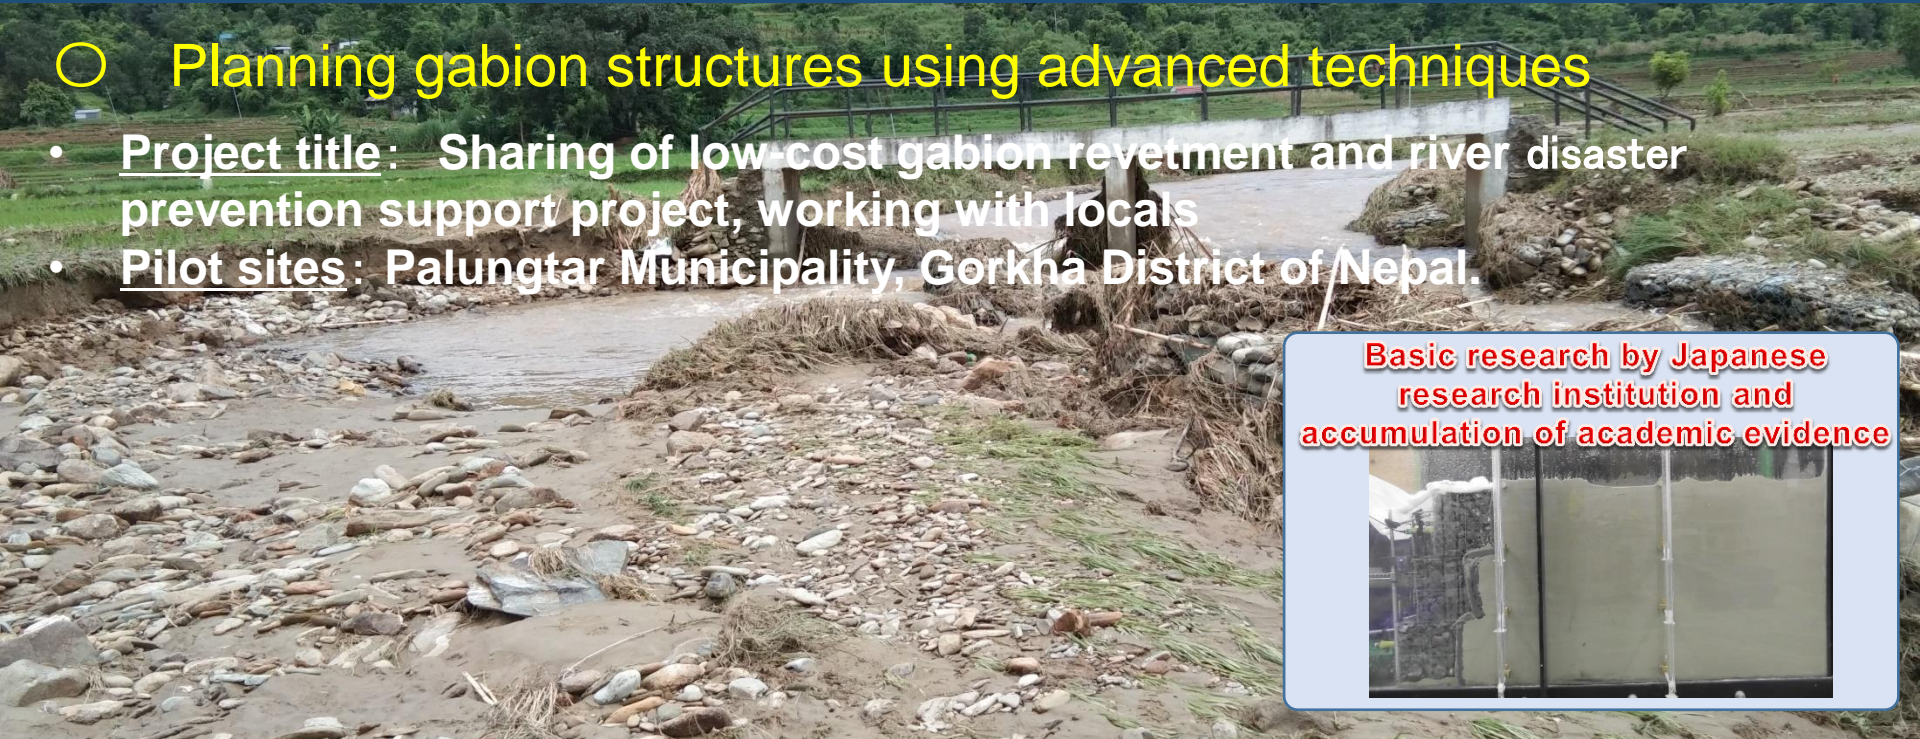 ○ Planning gabion structures using advanced techniques
• Project title: Sharing of low-cost gabion revetment and river disaster
prevention support project, working with locals
• Pilot sites: Palungtar Municipality, Gorkha District of Nepal.
Basic research by Japanese
research institution and
accumulation of academic evidence